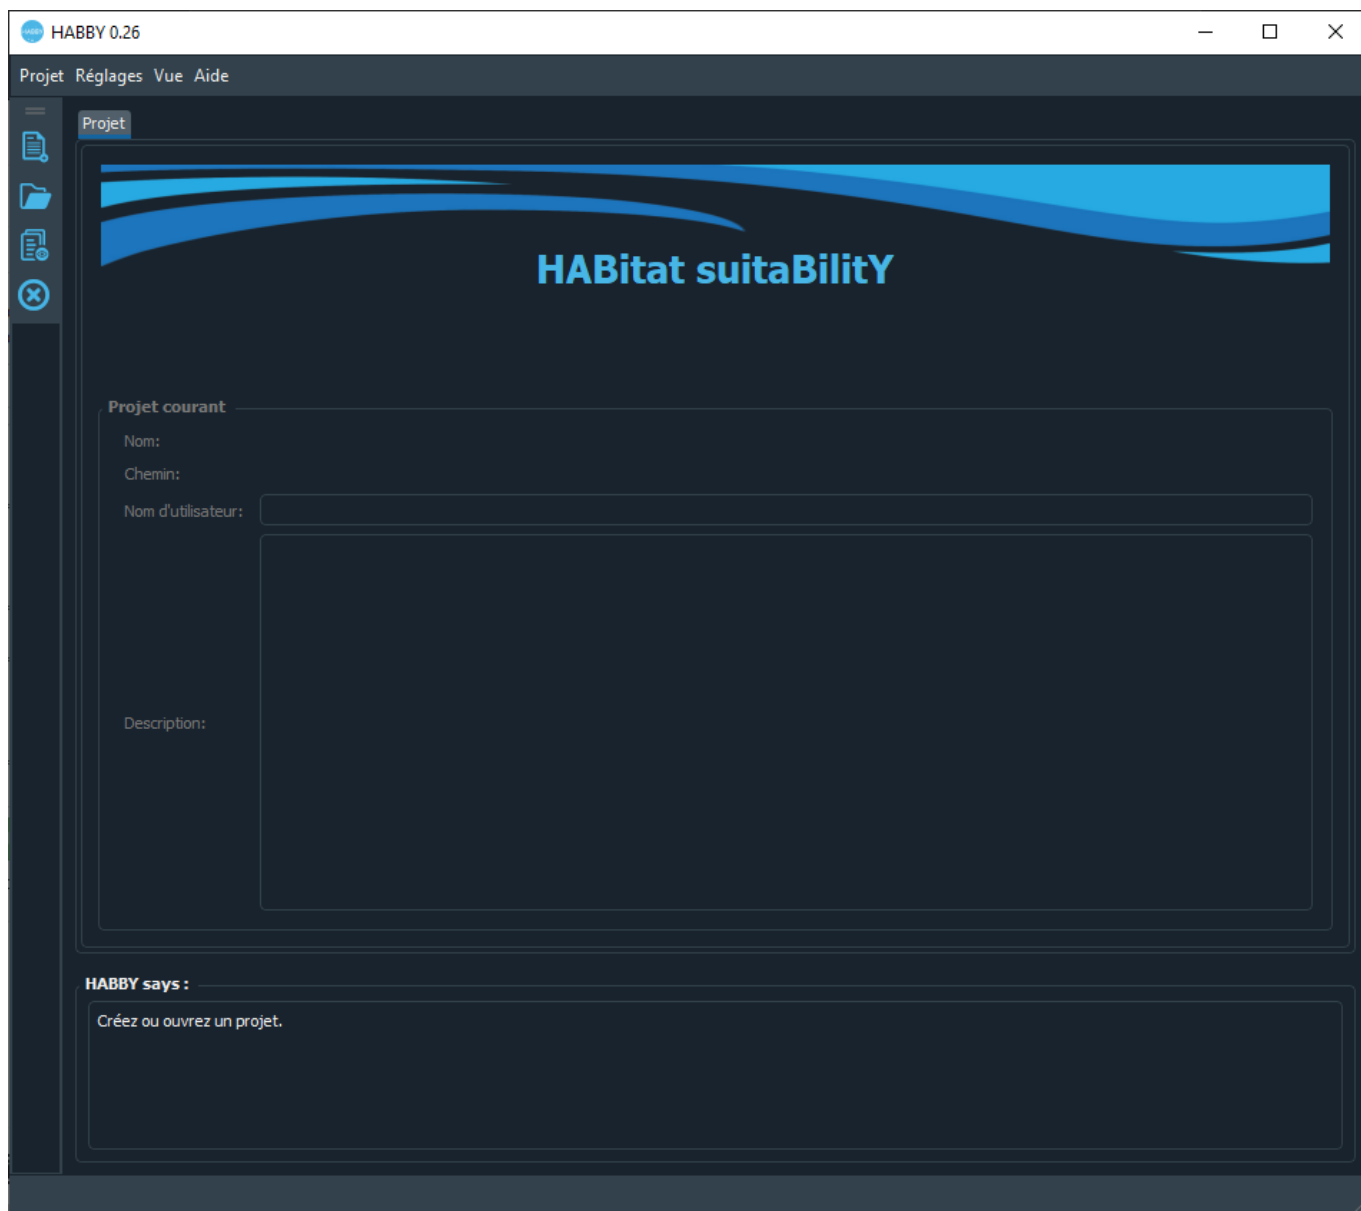 HABBY 0.26
Projet Réglages Vue Aide
Projet
HABitat suitaBilitY
Projet courant
Nom:
Chemin:
Nom d'utilisateur:
Description:
HABBY says :
Créez ou ouvrez un projet.